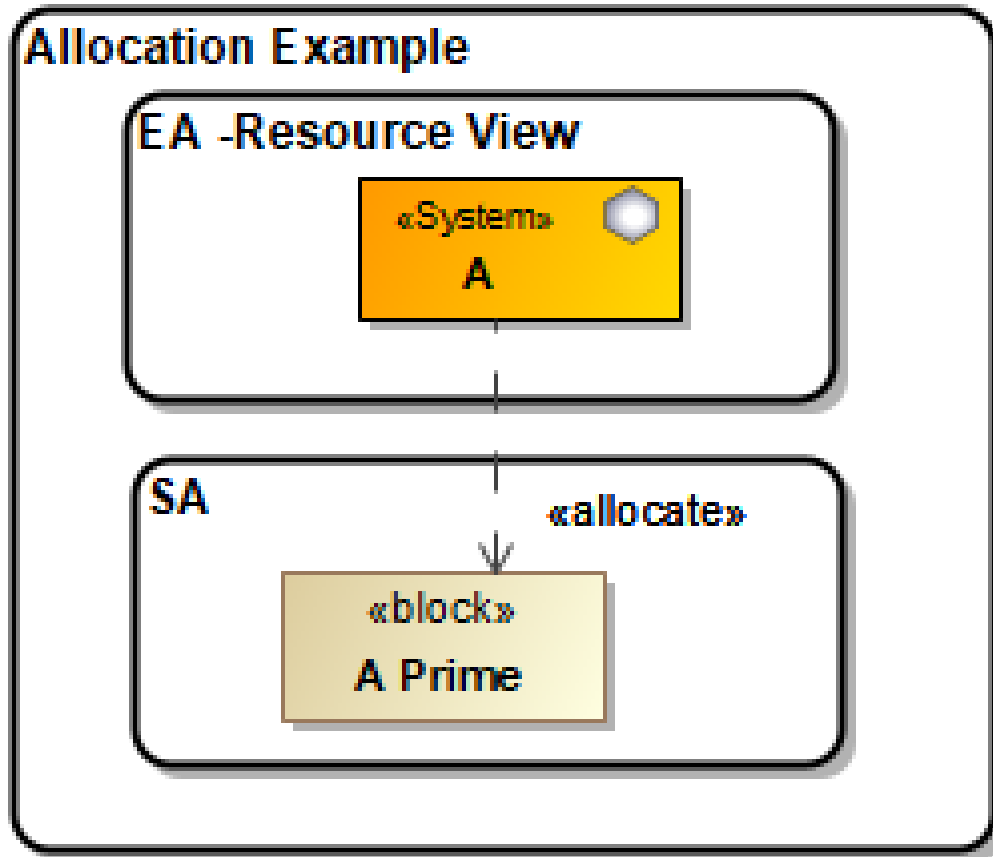 Allocation Example
EA -Resource View
«System»
A
SA
«allocate»
«block»
A Prime